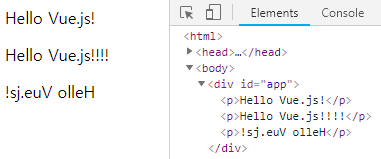 Hello Vue.js!
Hello Vue.js!!!!
!sj.euV olleH
Elements Console
<html>
<head>…</head>
<body>
<div id="app">
<p>Hello Vue.js!</p>
<p>Hello Vue.js!!!!</p>
<p>!sj.euV olleH</p>
</div>